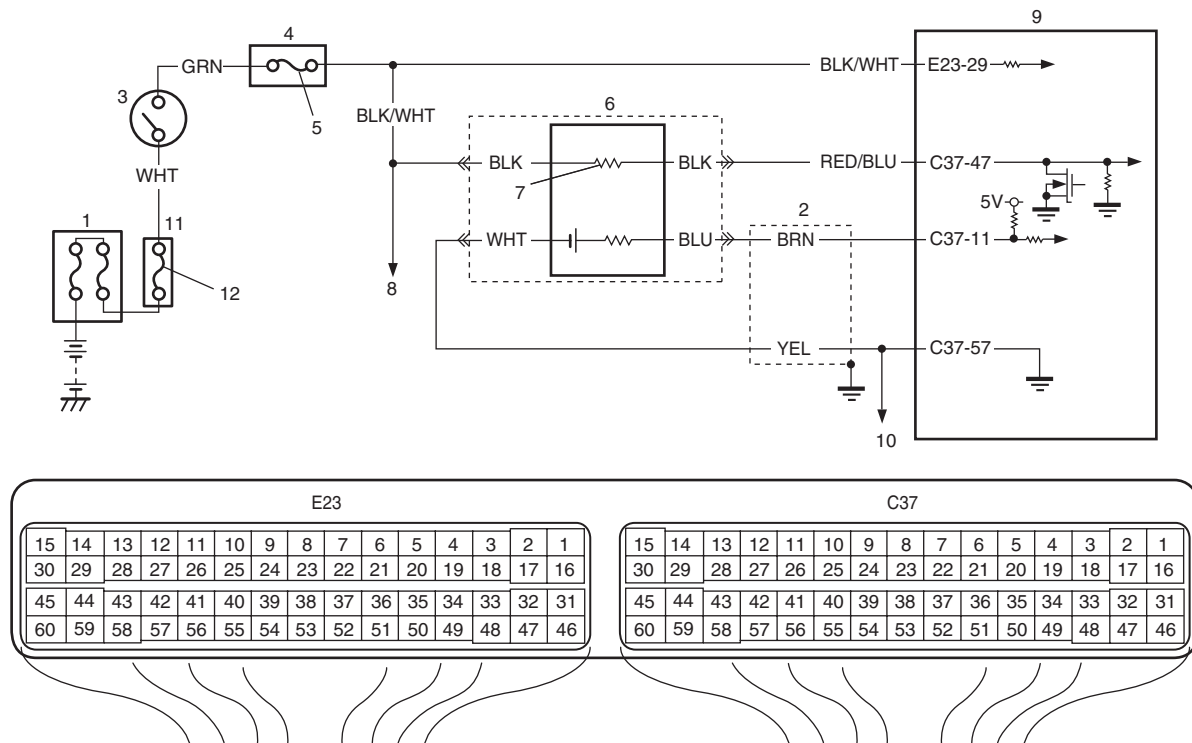 9
4
GRN
BLK/WHT
E23-29
3
5
6
BLK/WHT
BLK
BLK
RED/BLU
C37-47
7
WHT
5V
2
1
11
WHT
BLU
BRN
C37-11
12
8
YEL
C37-57
10
E23
C37
15 14 13 12 11 10 9 8 7 6 5 4 3 2 1
15 14 13 12 11 10 9 8 7 6 5 4 3 2 1
30 29 28 27 26 25 24 23 22 21 20 19 18 17 16
30 29 28 27 26 25 24 23 22 21 20 19 18 17 16
45 44 43 42 41 40 39 38 37 36 35 34 33 32 31
45 44 43 42 41 40 39 38 37 36 35 34 33 32 31
60 59 58 57 56 55 54 53 52 51 50 49 48 47 46
60 59 58 57 56 55 54 53 52 51 50 49 48 47 46